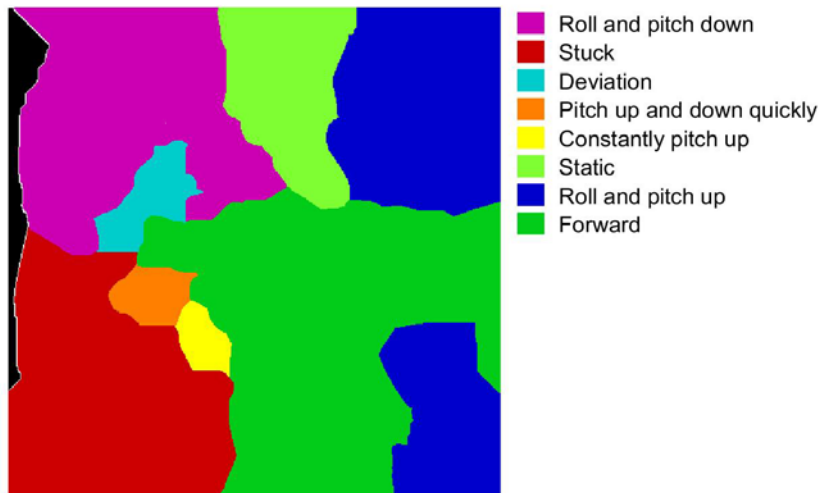 Roll and pitch down
Stuck
Deviation
Pitch up and down quickly
Constantly pitch up
Static
Roll and pitch up
Forward